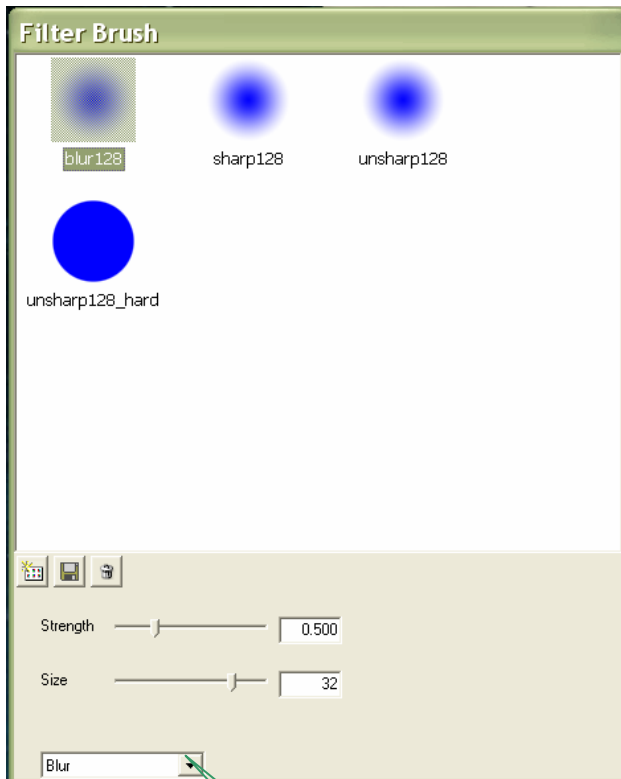 Filter Brush
blur128 sharp128 unsharp128
unsharp128_hard
Strength 0.500
Size 32
Blur